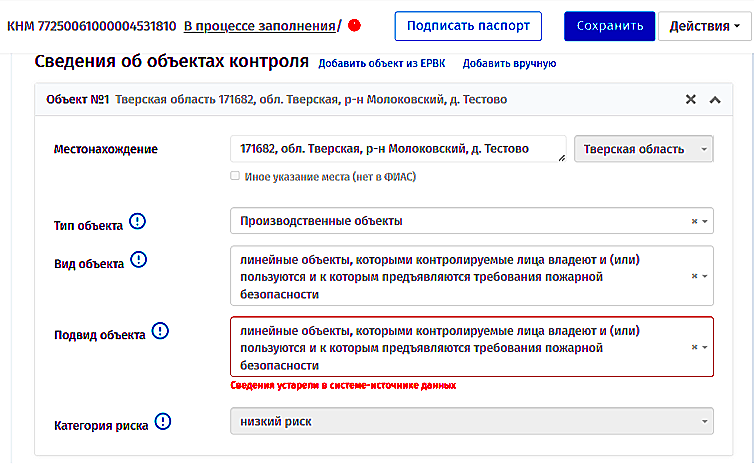 КНМ 77250061000004531810 В процессе заполнения/ Подписать паспорт Сохранить Действия
Сведения об объектах контроля Добавить объект из ЕРВК Добавить вручную
Объект №1 Тверская область 171682, обл. Тверская, р-н Молоковский, д. Тестово
Местонахождение 171682, обл. Тверская, р-н Молоковский, д. Тестово Тверская область
Иное указание места (нет в ФИАС)
Тип объекта Производственные объекты
Вид объекта линейные объекты, которыми контролируемые лица владеют и (или)
пользуются и к которым предъявляются требования пожарной
безопасности
Подвид объекта линейные объекты, которыми контролируемые лица владеют и (или)
пользуются и к которым предъявляются требования пожарной
безопасности
Сведения устарели в системе-источнике данных
Категория риска низкий риск